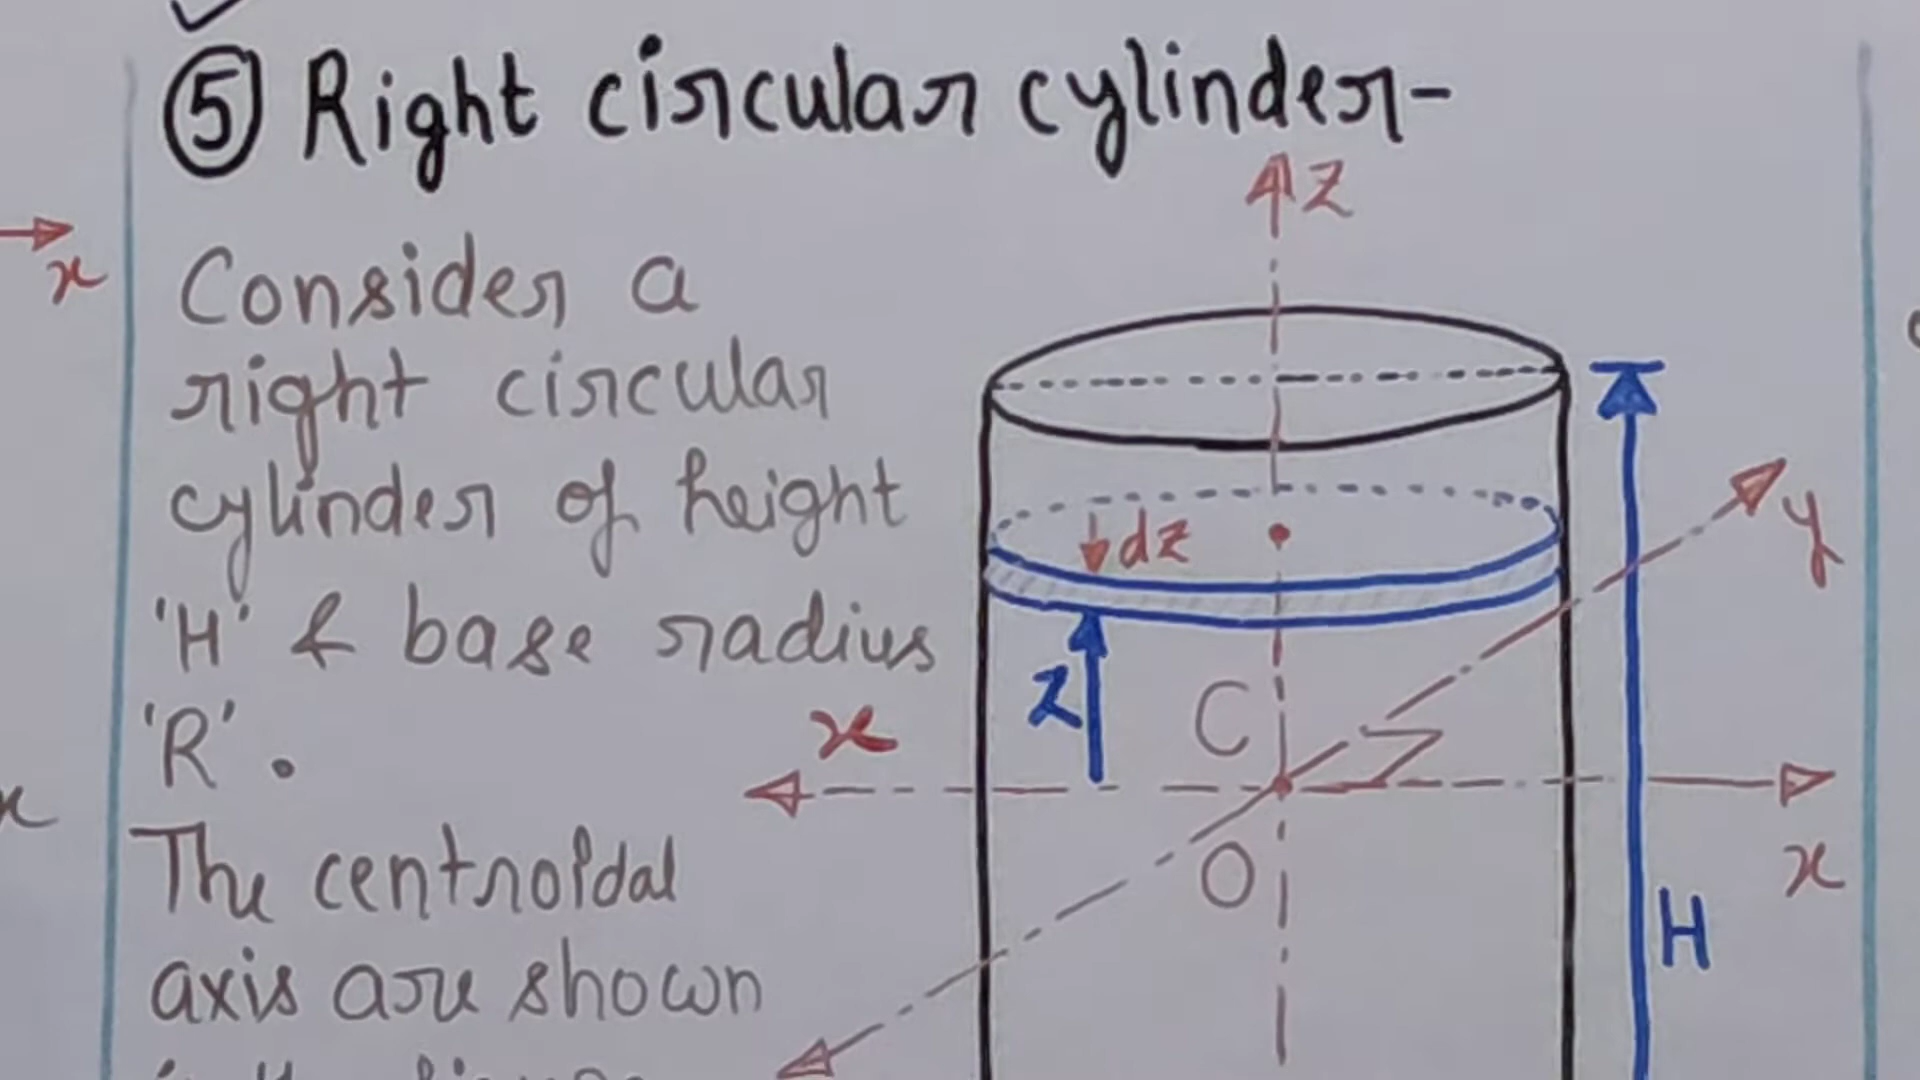 ⑤ Right circular cylinder-
Consider a
right circular
cylinder of height
'H' & base radius
'R'.
The centroidal
axis are shown
x
x
z
dz
y
z
C
x
O
x
H